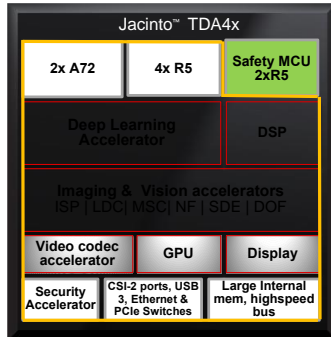 Jacinto™ TDA4x
2x A72
4x R5
Safety MCU
2xR5
Deep Learning
Accelerator
DSP
Imaging & Vision accelerators
ISP | LDC| MSC| NF | SDE | DOF
Video codec
accelerator
GPU
Display
Security
Accelerator
CSI-2 ports, USB
3, Ethernet &
PCIe Switches
Large Internal
mem, highspeed
bus